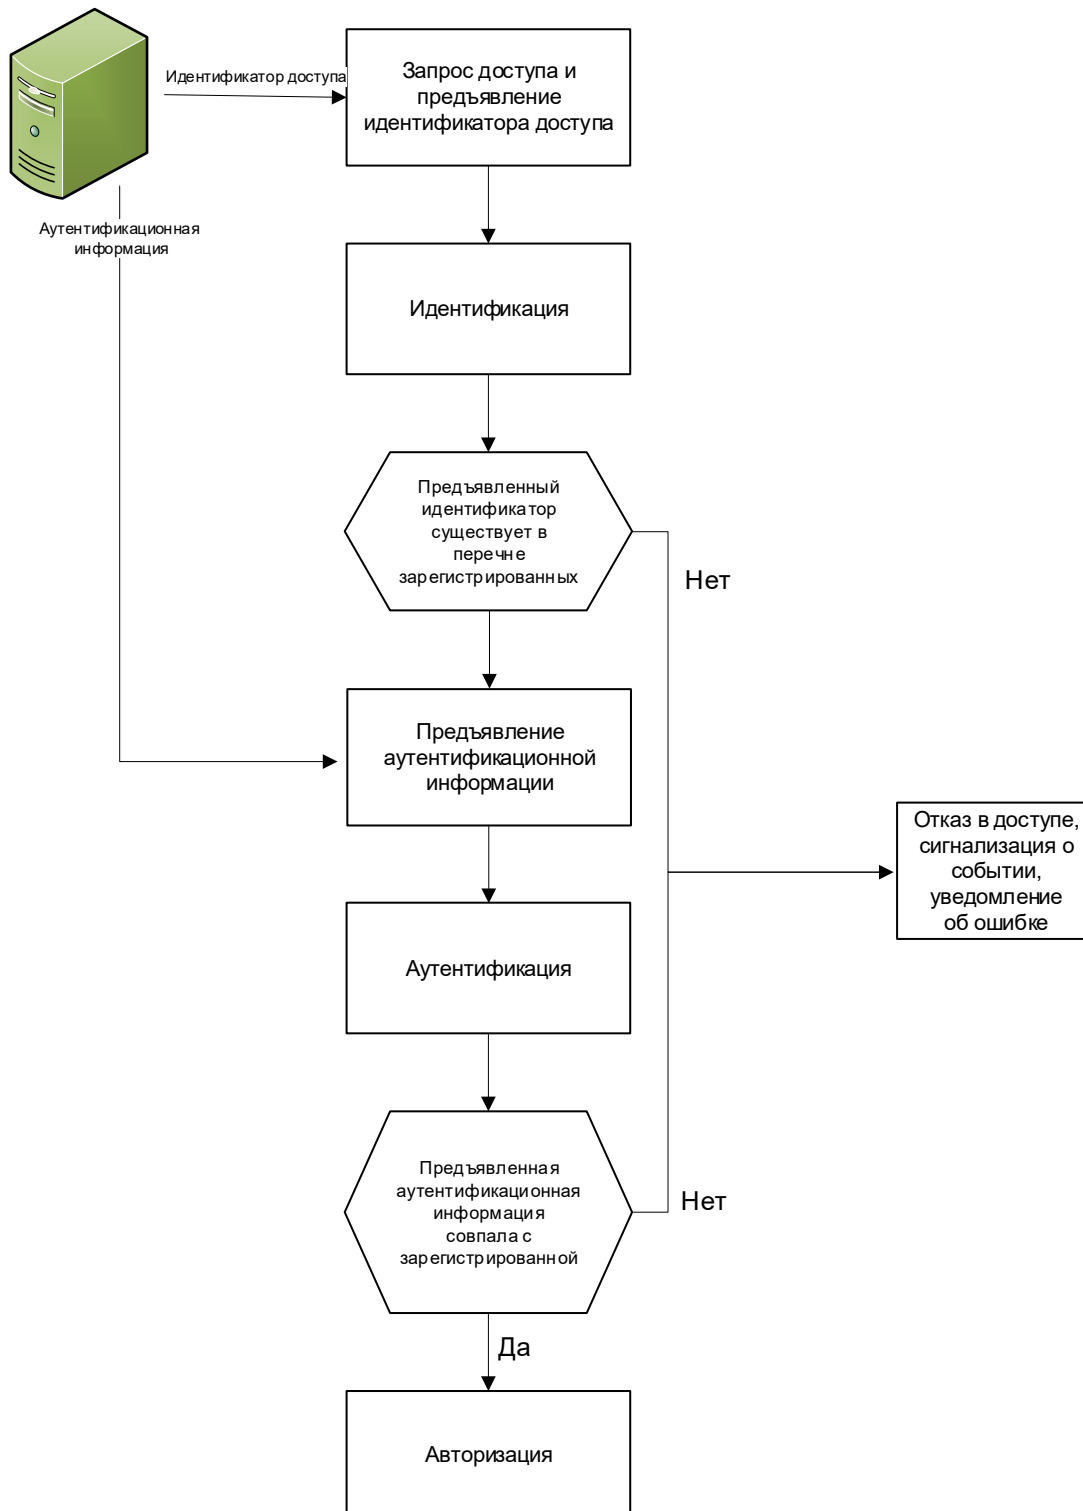 Идентификатор доступа
Запрос доступа и
предъявление
идентификатора доступа
Аутентификационная
информация
Идентификация
Предъявленный
идентификатор
существует в
перечне
зарегистрированных
Нет
Предъявление
аутентификационной
информации
Отказ в доступе,
сигнализация о
событии,
уведомление
об ошибке
Аутентификация
Предъявленная
аутентификационная
информация
совпала с
зарегистрированной
Нет
Да
Авторизация